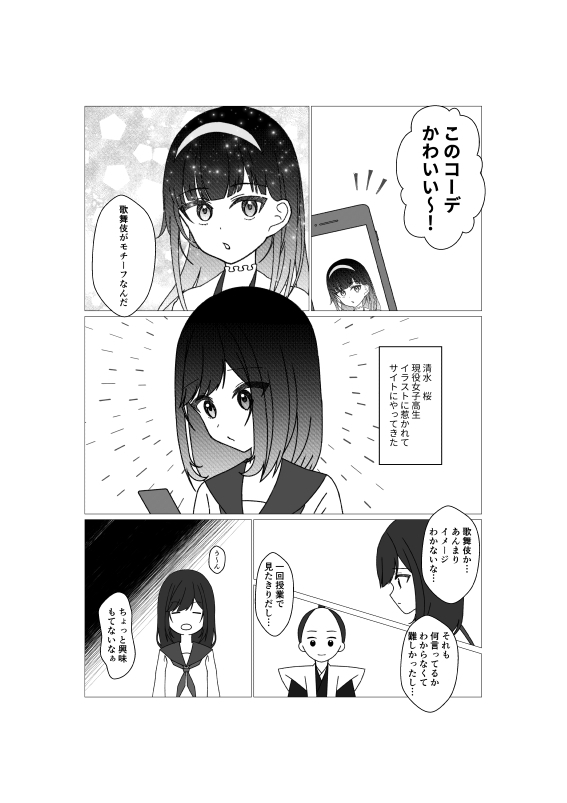 このコーデ
かわいい〜！
歌舞伎がモチーフなんだ
清水　桜
現役女子高生
イラストに惹かれて
サイトにやってきた
歌舞伎か…
あんまり
イメージ
わかないな…
それも
何言ってるか
わからなくて
難しかったし…
一回授業で
見たきりだし…
う〜ん
ちょっと興味
もてないなぁ